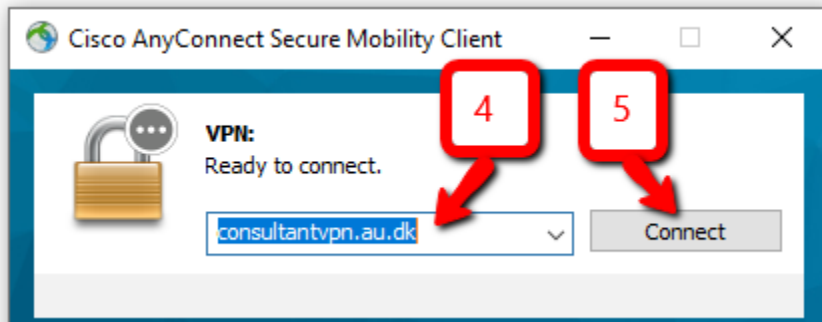 Cisco AnyConnect Secure Mobility Client
4
5
VPN:
Ready to connect.
consultantvpn.au.dk
Connect